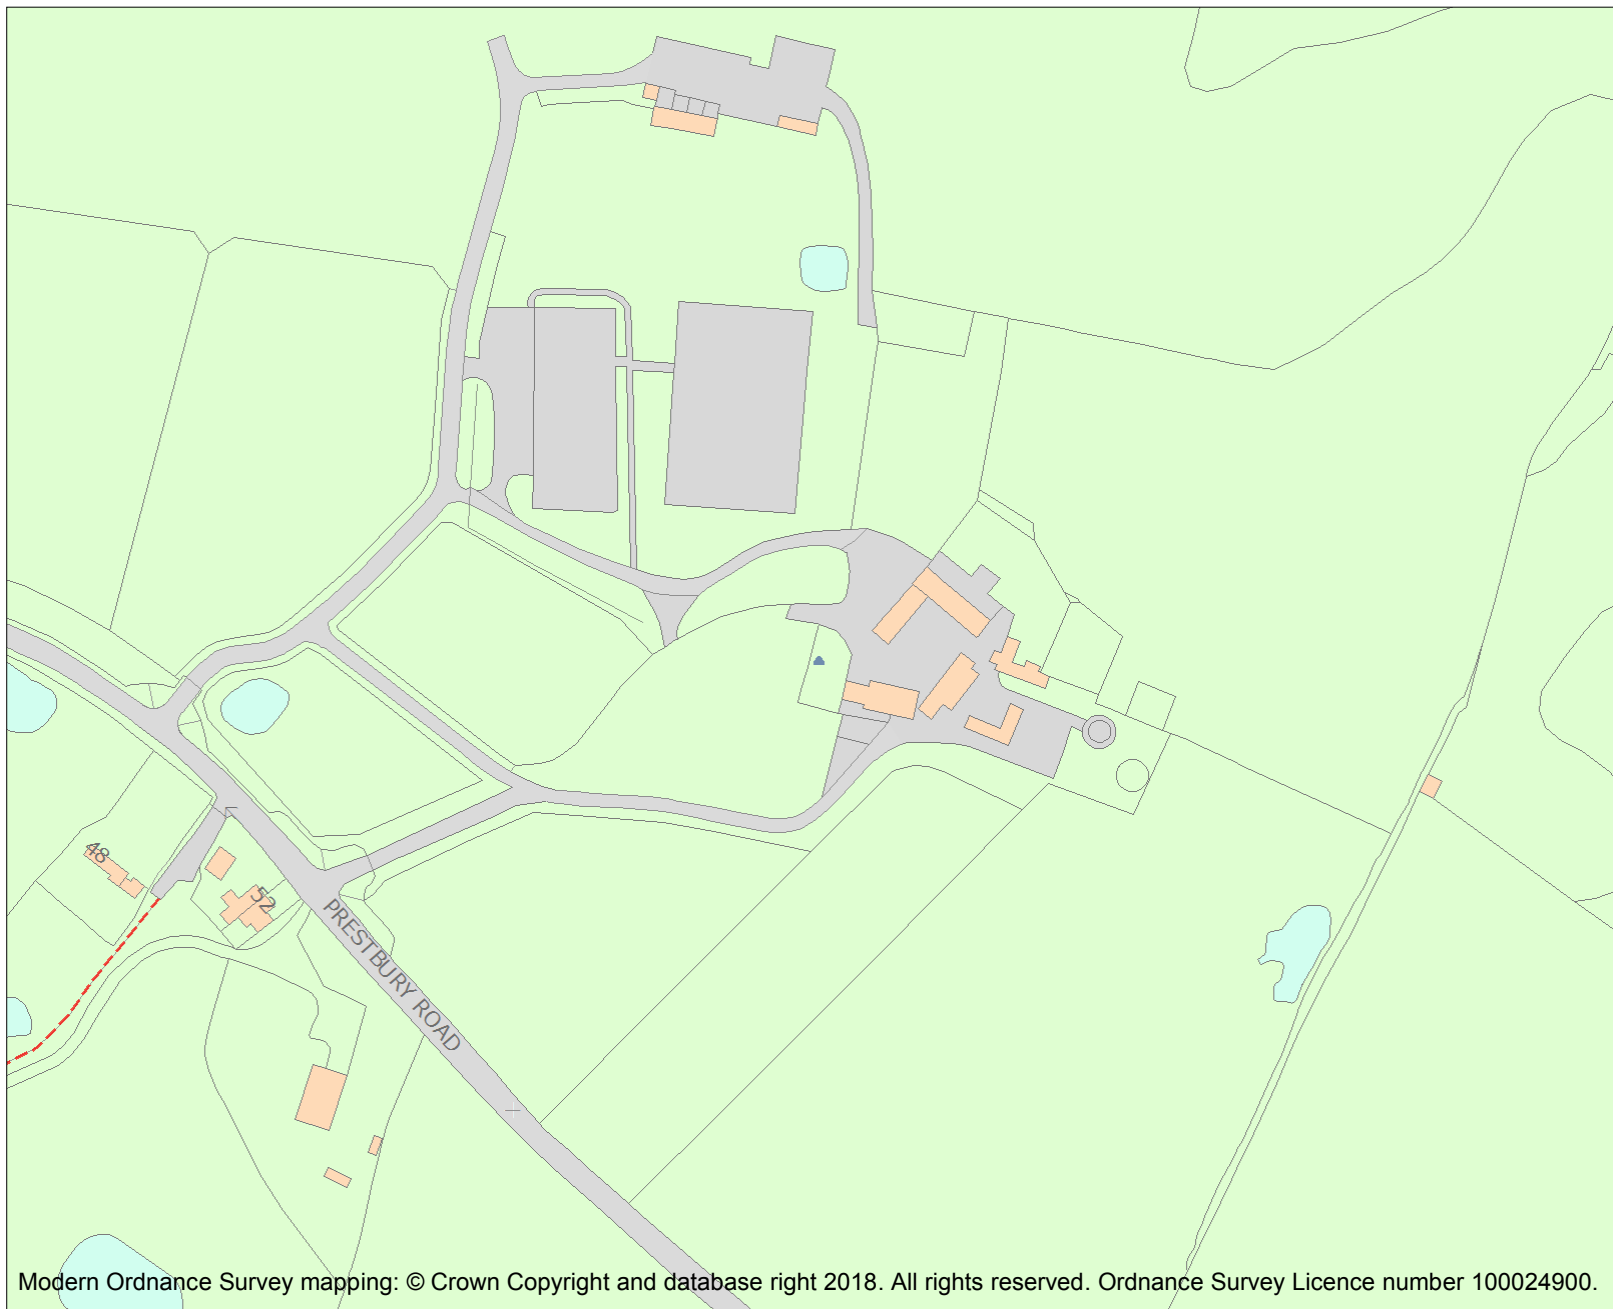 48
52
PRESTBURY ROAD
Modern Ordnance Survey mapping: © Crown Copyright and database right 2018. All rights reserved. Ordnance Survey Licence number 100024900.